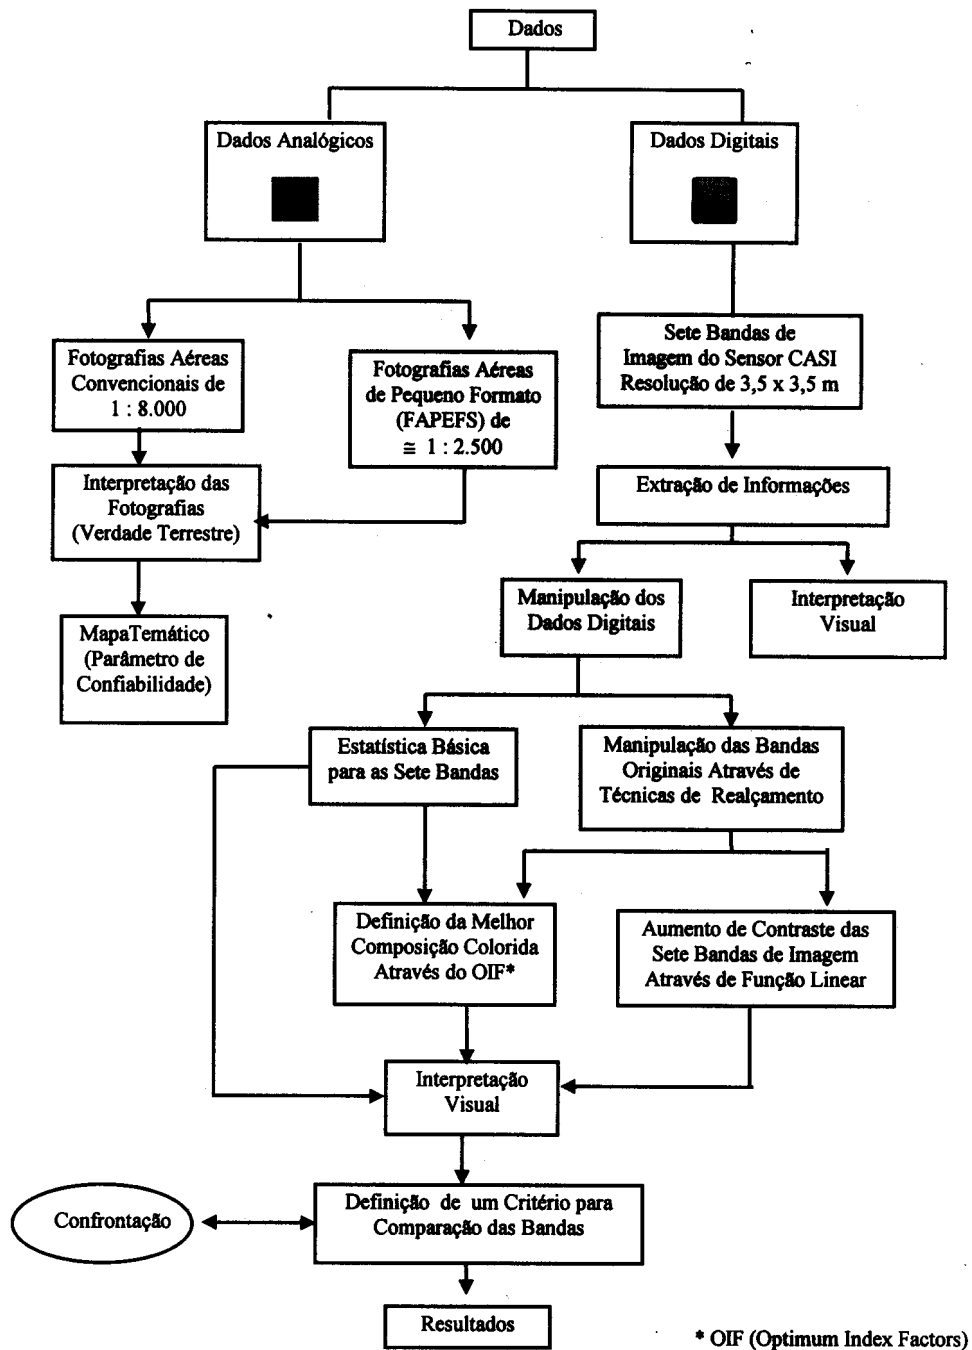 Dados
Dados Analógicos
Dados Digitais
Fotografias Aéreas
Convencionais de
1 : 8.000
Fotografias Aéreas
de Pequeno Formato
(FAPEFS) de
≅ 1 : 2.500
Sete Bandas de
Imagem do Sensor CASI
Resolução de 3,5 x 3,5 m
Interpretação das
Fotografias
(Verdade Terrestre)
Extração de Informações
MapaTemático
(Parâmetro de
Confiabilidade)
Manipulação dos
Dados Digitais
Interpretação
Visual
Estatística Básica
para as Sete Bandas
Manipulação das Bandas
Originais Através de
Técnicas de Realçamento
Definição da Melhor
Composição Colorida
Através do OIF*
Aumento de Contraste das
Sete Bandas de Imagem
Através de Função Linear
Interpretação
Visual
Confrontação
Definição de um Critério para
Comparação das Bandas
Resultados
* OIF (Optimum Index Factors)